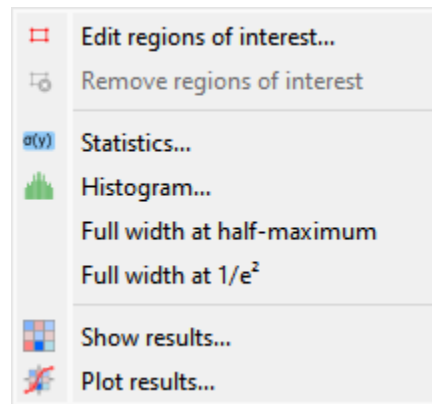 Edit regions of interest...
Remove regions of interest
σ(y) Statistics...
Histogram...
Full width at half-maximum
Full width at 1/e²
Show results...
Plot results...